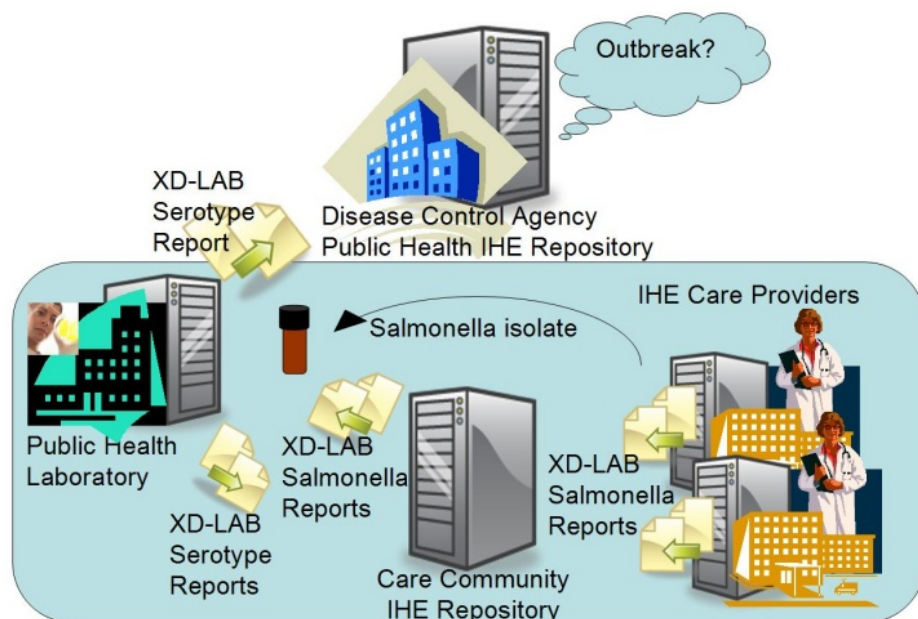 Outbreak?
XD-LAB
Serotype
Report
Disease Control Agency
Public Health IHE Repository
IHE Care Providers
Salmonella isolate
Public Health
Laboratory
XD-LAB
Salmonella
Reports
XD-LAB
Serotype
Reports
XD-LAB
Salmonella
Reports
Care Community
IHE Repository